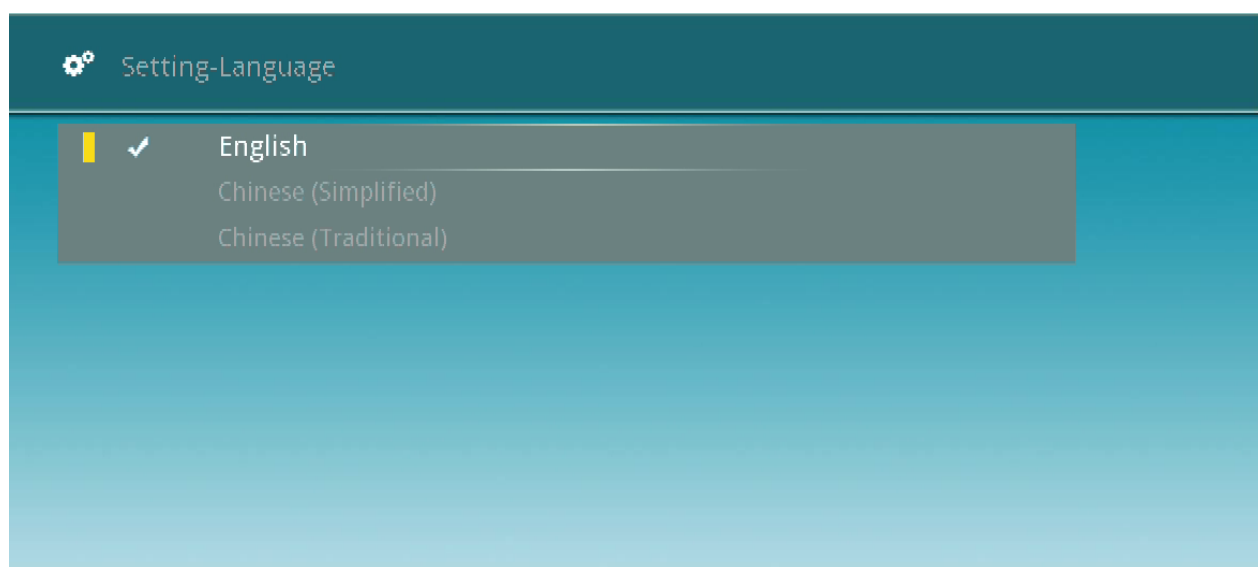 Setting-Language
English
Chinese (Simplified)
Chinese (Traditional)